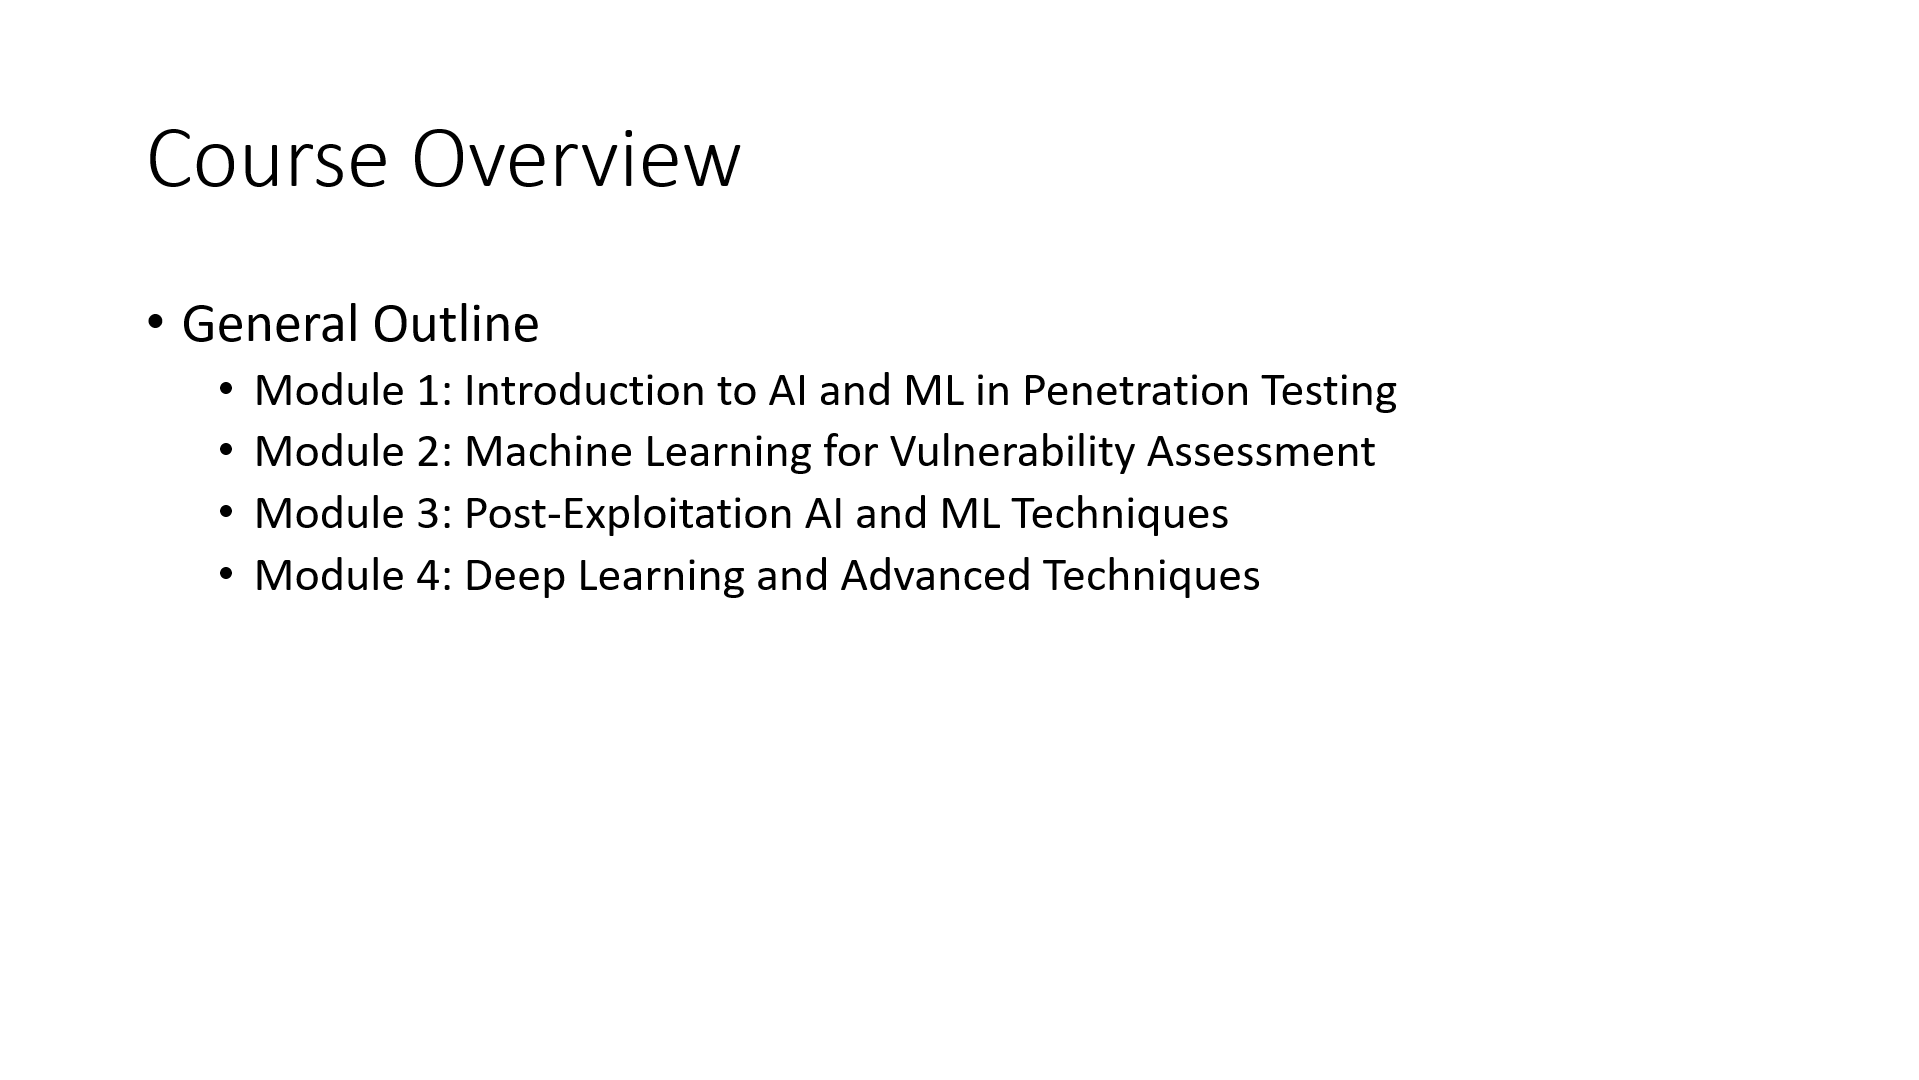 Course Overview
• General Outline
• Module 1: Introduction to AI and ML in Penetration Testing
• Module 2: Machine Learning for Vulnerability Assessment
• Module 3: Post-Exploitation AI and ML Techniques
• Module 4: Deep Learning and Advanced Techniques